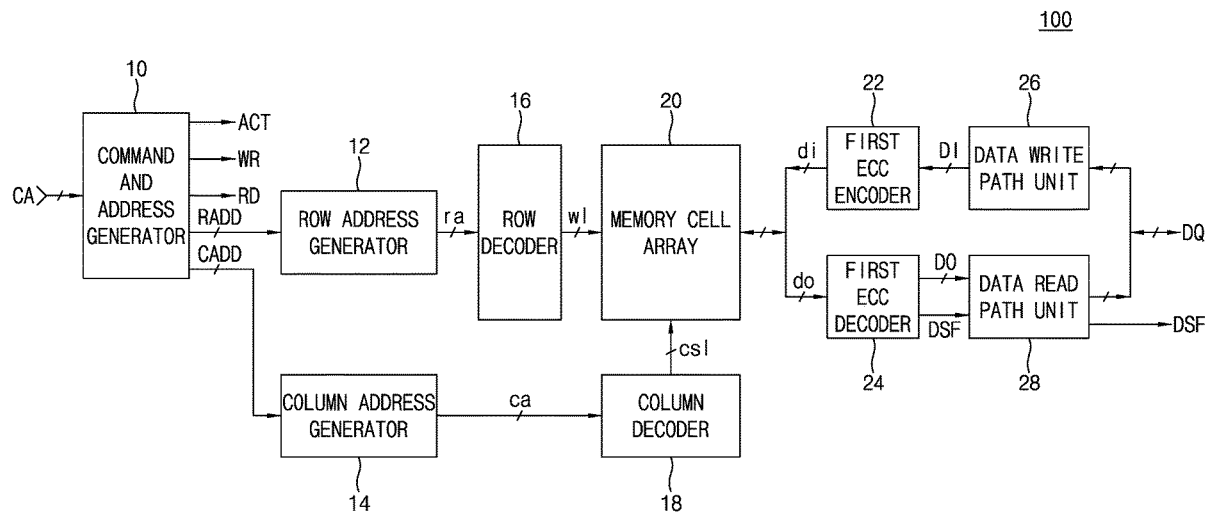 100
10
COMMAND
AND
ADDRESS
GENERATOR
CA
ACT
WR
RD
RADD
CADD
12
ROW ADDRESS
GENERATOR
ra
16
ROW
DECODER
wl
20
MEMORY CELL
ARRAY
22
FIRST
ECC
ENCODER
di
DI
26
DATA WRITE
PATH UNIT
DQ
do
FIRST
ECC
DECODER
24
DO
DSF
DATA READ
PATH UNIT
28
DSF
csl
COLUMN ADDRESS
GENERATOR
14
ca
COLUMN
DECODER
18